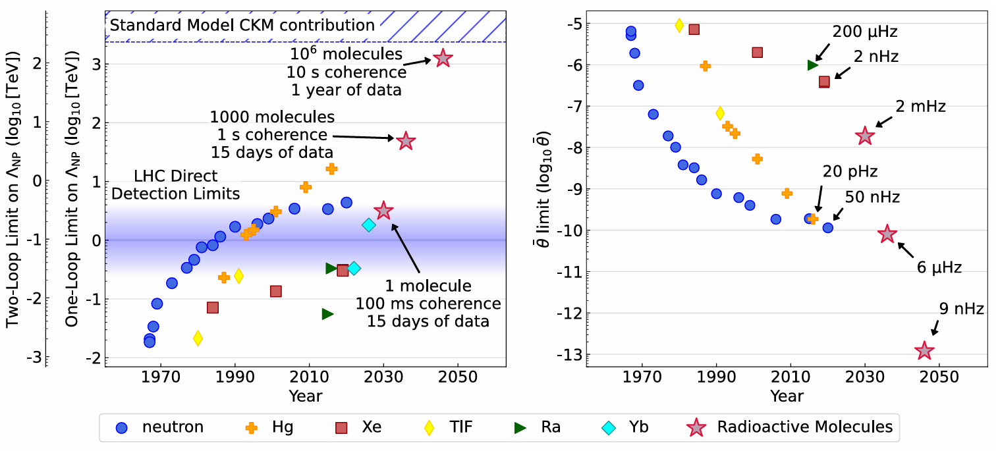 Two-Loop Limit on Λ_NP (log₁₀ [TeV])
2
1
0
-1
-2
-3
One-Loop Limit on Λ_NP (log₁₀ [TeV])
3
2
1
0
-1
-2
Standard Model CKM contribution
10⁶ molecules
10 s coherence
1 year of data
1000 molecules
1 s coherence
15 days of data
LHC Direct
Detection Limits
1 molecule
100 ms coherence
15 days of data
1970 1990 2010 2030 2050
Year
θ̄ limit (log₁₀ θ̄)
-5
-6
-7
-8
-9
-10
-11
-12
-13
200 μHz
2 nHz
2 mHz
20 pHz
50 nHz
6 μHz
9 nHz
1970 1990 2010 2030 2050
Year
neutron Hg Xe TlF Ra Yb Radioactive Molecules